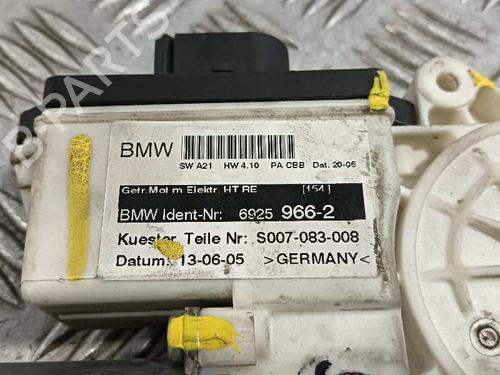 B-PARTS
BMW
SW A21 HW 4.10 PA CBB Dat. 20-05
Getr.Mot m Elektr. HT RE [154]
BMW Ident-Nr: 6925 966-2
Kuester Teile Nr: S007-083-008
Datum: 13-06-05 >GERMANY<